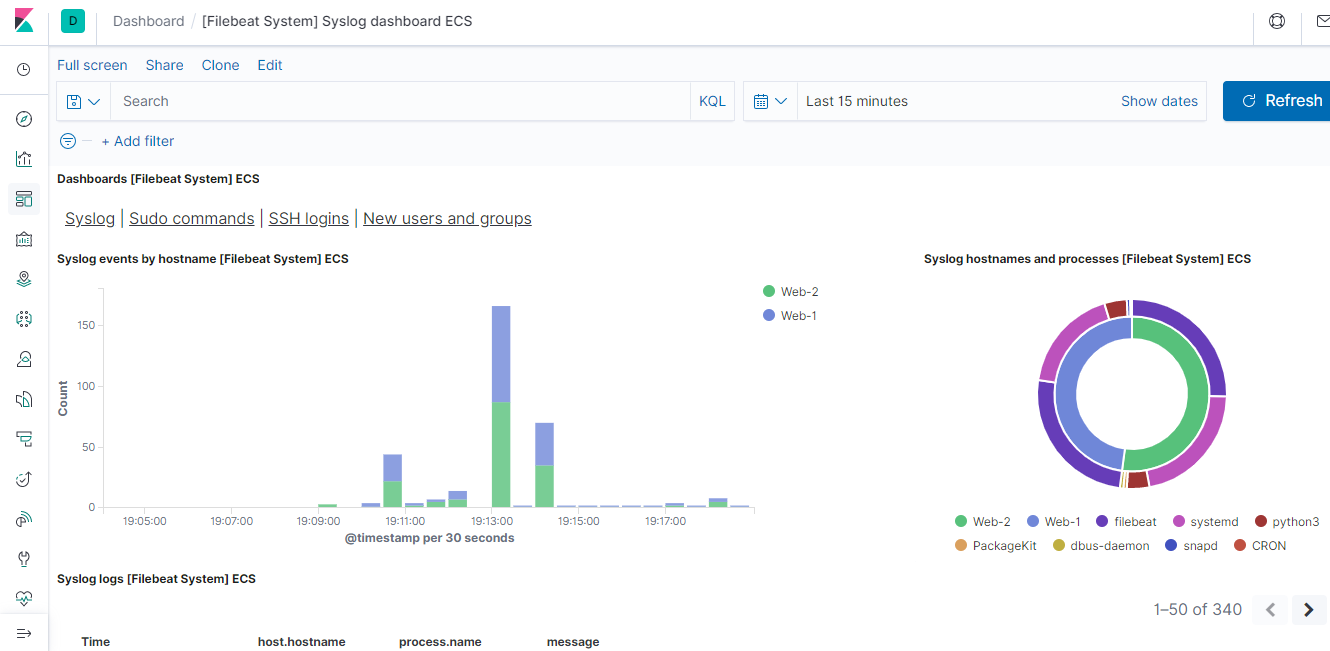 D Dashboard / [Filebeat System] Syslog dashboard ECS
Full screen Share Clone Edit
Search KQL Last 15 minutes Show dates Refresh
+ Add filter
Dashboards [Filebeat System] ECS
Syslog | Sudo commands | SSH logins | New users and groups
Syslog events by hostname [Filebeat System] ECS
Count
150
100
50
0
19:05:00 19:07:00 19:09:00 19:11:00 19:13:00 19:15:00 19:17:00
@timestamp per 30 seconds
Web-2
Web-1
Syslog hostnames and processes [Filebeat System] ECS
Web-2 Web-1 filebeat systemd python3
PackageKit dbus-daemon snapd CRON
Syslog logs [Filebeat System] ECS
1–50 of 340
Time host.hostname process.name message